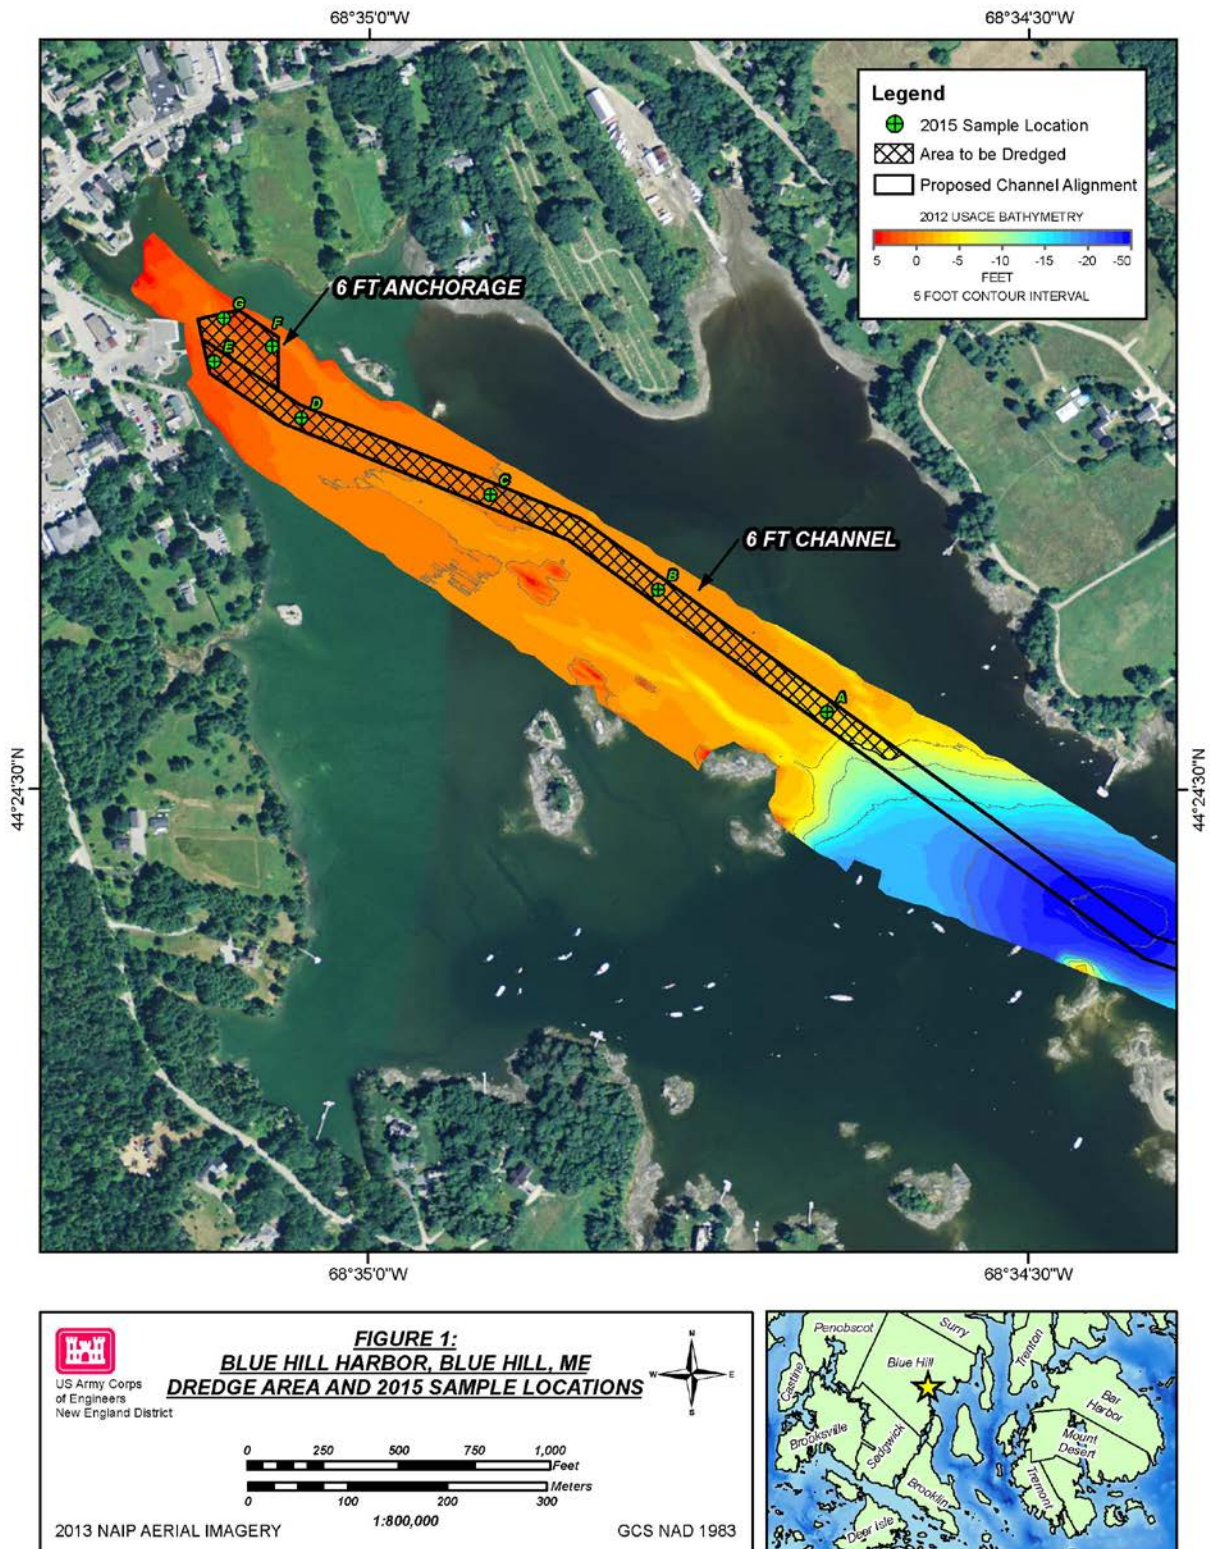 68°35'0"W
68°34'30"W
Legend
2015 Sample Location
Area to be Dredged
Proposed Channel Alignment
2012 USACE BATHYMETRY
5 0 -5 -10 -15 -20 -50
FEET
5 FOOT CONTOUR INTERVAL
6 FT ANCHORAGE
G
F
E
D
C
6 FT CHANNEL
B
A
44°24'30"N
44°24'30"N
68°35'0"W
68°34'30"W
US Army Corps
of Engineers
New England District
FIGURE 1:
BLUE HILL HARBOR, BLUE HILL, ME
DREDGE AREA AND 2015 SAMPLE LOCATIONS
N
W E
S
0 250 500 750 1,000
Feet
Meters
0 100 200 300
1:800,000
2013 NAIP AERIAL IMAGERY
GCS NAD 1983
Penobscot
Surry
Trenton
Castine
Blue Hill
Bar
Harbor
Brooksville
Sedgwick
Mount
Desert
Tremont
Brooklin
Deer Isle